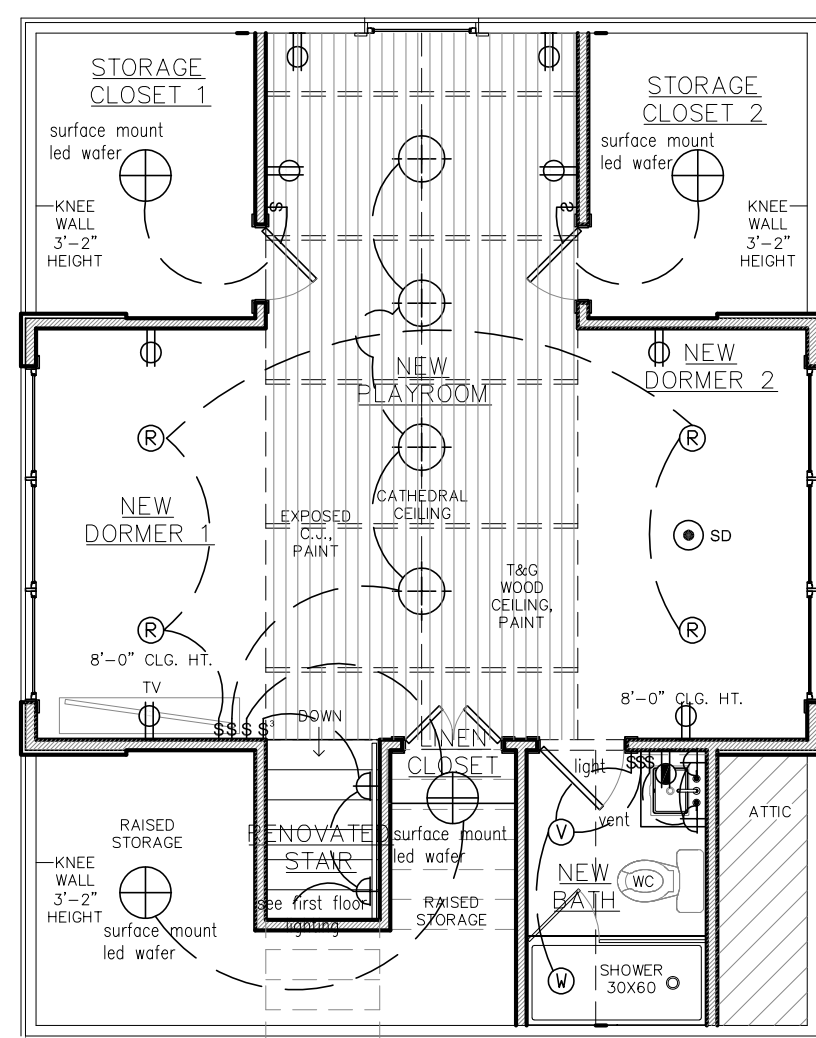 STORAGE
CLOSET 1
surface mount
led wafer
KNEE
WALL
3'-2"
HEIGHT
S
STORAGE
CLOSET 2
surface mount
led wafer
KNEE
WALL
3'-2"
HEIGHT
S
NEW
PLAYROOM
NEW
DORMER 2
R
R
NEW
DORMER 1
EXPOSED
C.J.,
PAINT
CATHEDRAL
CEILING
SD
T&G
WOOD
CEILING,
PAINT
R
R
8'-0" CLG. HT.
8'-0" CLG. HT.
TV
$ $ $ $³
DOWN
LINEN
CLOSET
light
$$$
vent
V
ATTIC
RAISED
STORAGE
RENOVATED
STAIR
surface mount
led wafer
KNEE
WALL
3'-2"
HEIGHT
NEW
BATH
WC
see first floor
lighting
RAISED
STORAGE
surface mount
led wafer
W
SHOWER
30X60